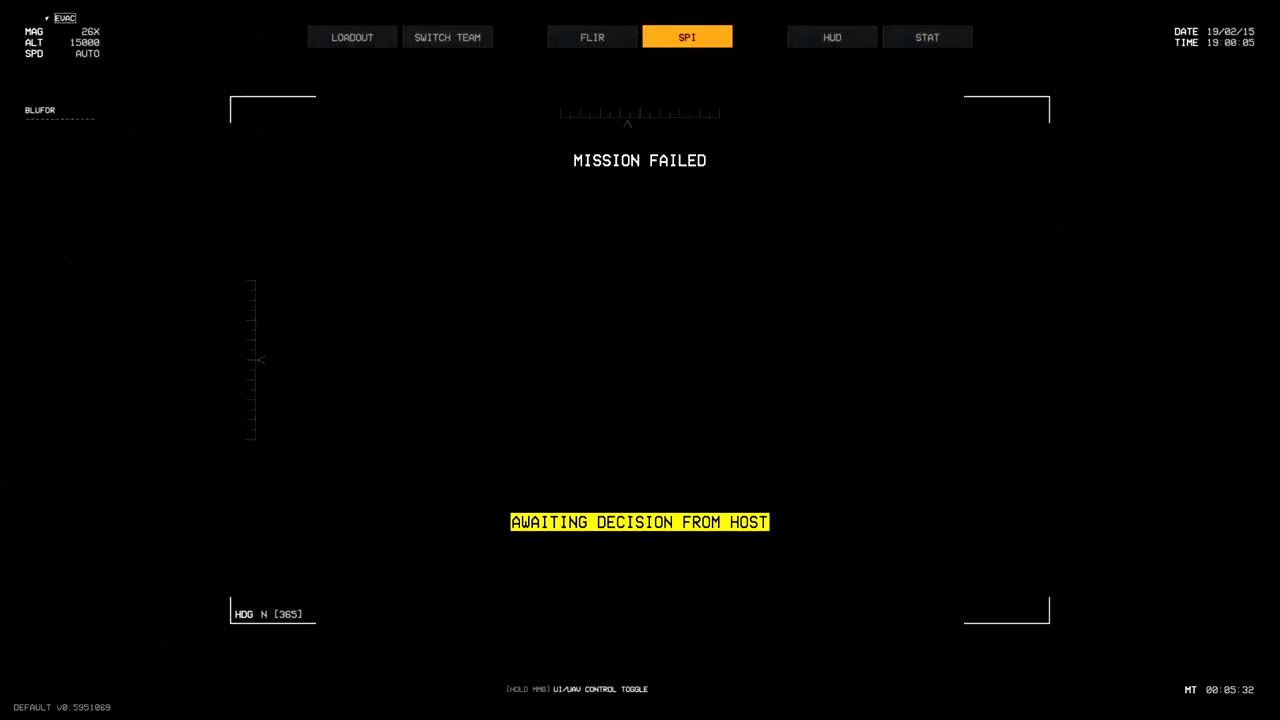 EVAC
MAG 26X
ALT 15000
SPD AUTO
LOADOUT SWITCH TEAM FLIR SPI HUD STAT
DATE 19/02/15
TIME 19:00:05
BLUFOR
MISSION FAILED
AWAITING DECISION FROM HOST
HDG N [365]
[HOLD MMB] UI/UAV CONTROL TOGGLE
MT 00:05:32
DEFAULT v0.5951069